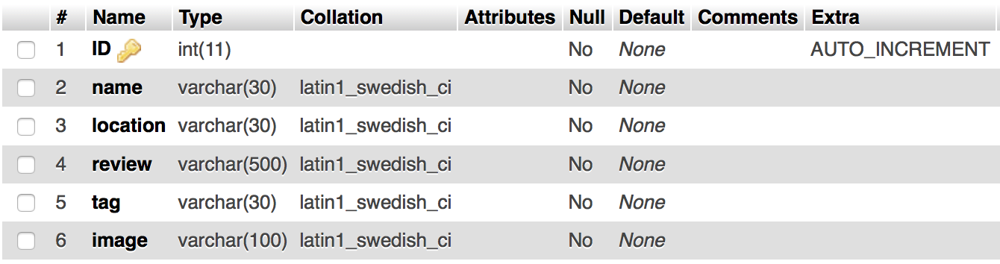 # Name Type Collation Attributes Null Default Comments Extra
1 ID int(11) No None AUTO_INCREMENT
2 name varchar(30) latin1_swedish_ci No None
3 location varchar(30) latin1_swedish_ci No None
4 review varchar(500) latin1_swedish_ci No None
5 tag varchar(30) latin1_swedish_ci No None
6 image varchar(100) latin1_swedish_ci No None